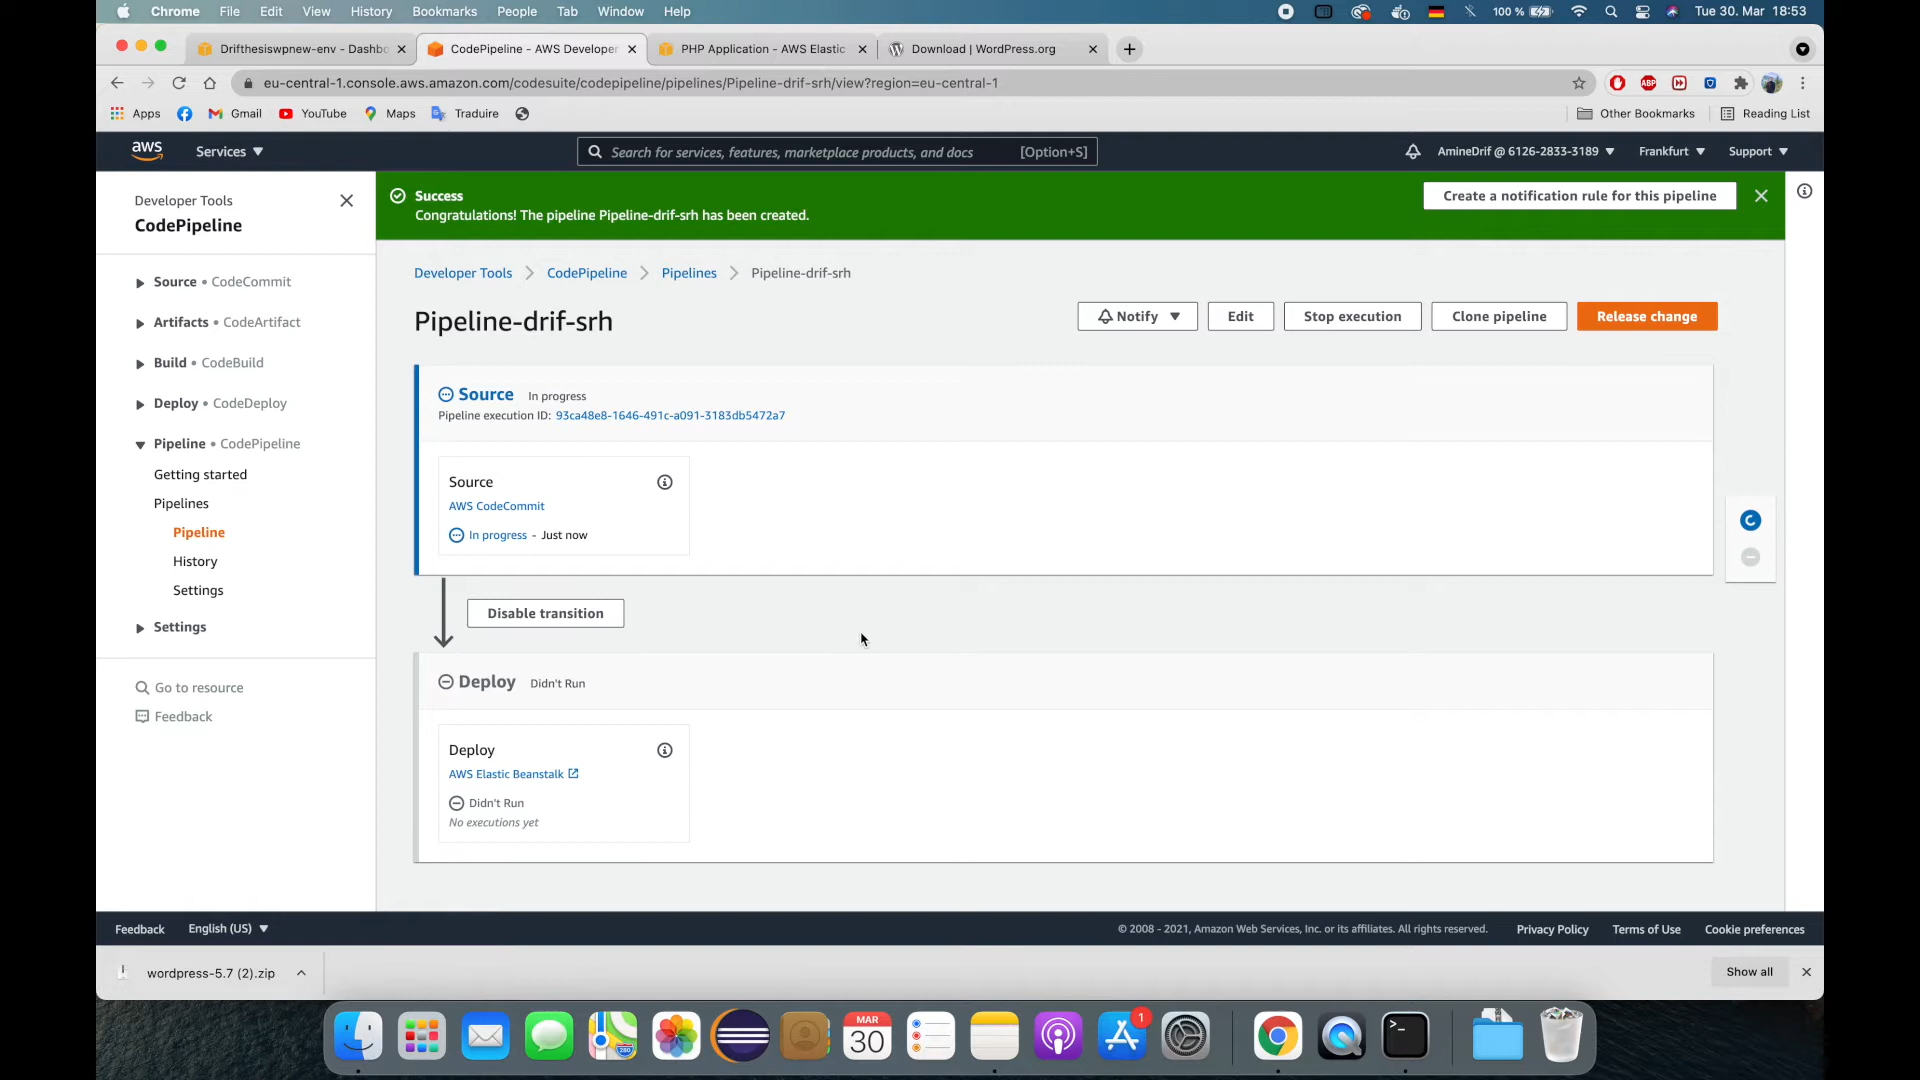 Chrome File Edit View History Bookmarks People Tab Window Help 100 % Tue 30. Mar 18:53
Drifthesiswpnew-env - Dashbo CodePipeline - AWS Developer PHP Application - AWS Elastic Download | WordPress.org
eu-central-1.console.aws.amazon.com/codesuite/codepipeline/pipelines/Pipeline-drif-srh/view?region=eu-central-1
Apps Gmail YouTube Maps Traduire Other Bookmarks Reading List
aws Services Search for services, features, marketplace products, and docs [Option+S] AmineDrif @ 6126-2833-3189 Frankfurt Support
Developer Tools
CodePipeline
Source • CodeCommit
Artifacts • CodeArtifact
Build • CodeBuild
Deploy • CodeDeploy
Pipeline • CodePipeline
Getting started
Pipelines
Pipeline
History
Settings
Settings
Go to resource
Feedback
Success
Congratulations! The pipeline Pipeline-drif-srh has been created.
Create a notification rule for this pipeline
Developer Tools CodePipeline Pipelines Pipeline-drif-srh
Pipeline-drif-srh
Notify Edit Stop execution Clone pipeline Release change
Source In progress
Pipeline execution ID: 93ca48e8-1646-491c-a091-3183db5472a7
Source
AWS CodeCommit
In progress - Just now
Disable transition
Deploy Didn't Run
Deploy
AWS Elastic Beanstalk
Didn't Run
No executions yet
Feedback English (US) © 2008 - 2021, Amazon Web Services, Inc. or its affiliates. All rights reserved. Privacy Policy Terms of Use Cookie preferences
wordpress-5.7 (2).zip Show all
MAR
30
280
1